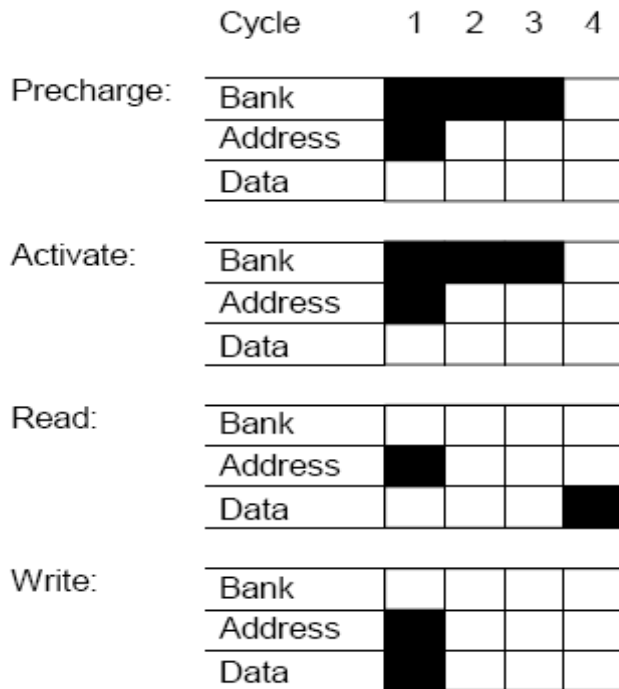 Cycle 1 2 3 4
Precharge: Bank
Address
Data
Activate: Bank
Address
Data
Read: Bank
Address
Data
Write: Bank
Address
Data